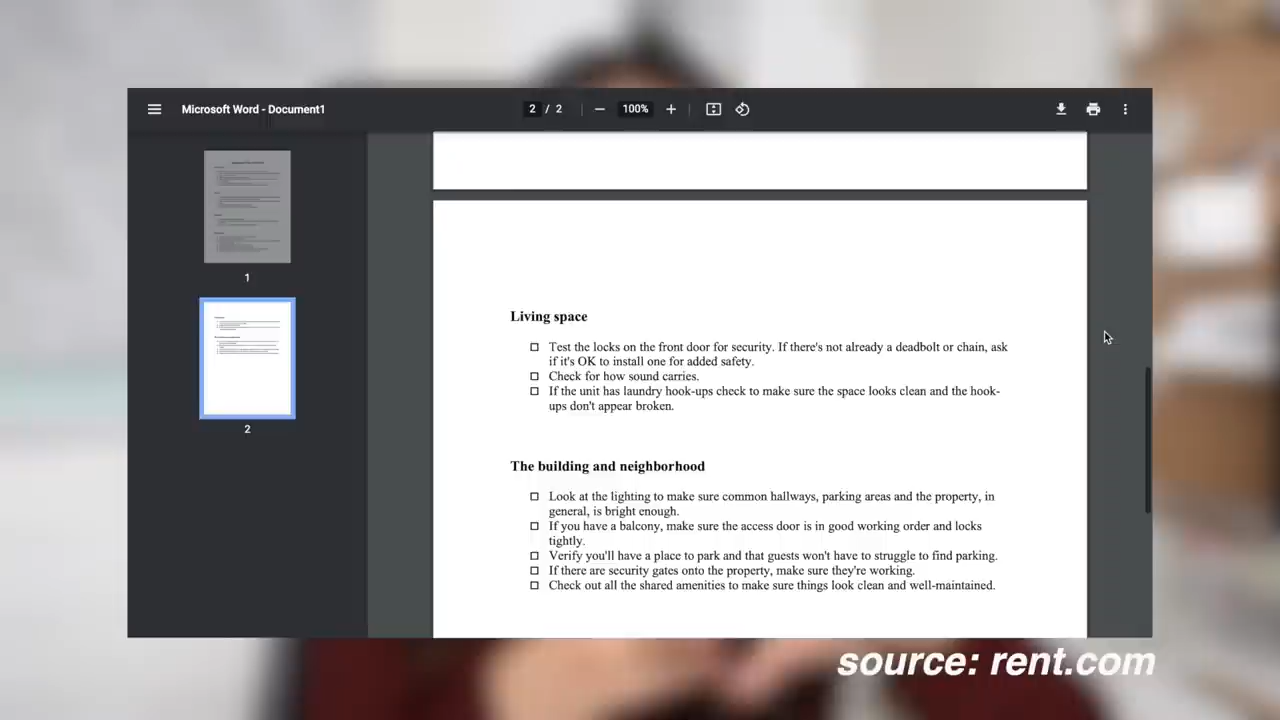 Microsoft Word - Document1
2 / 2
100%
1
2
Living space
Test the locks on the front door for security. If there's not already a deadbolt or chain, ask
if it's OK to install one for added safety.
Check for how sound carries.
If the unit has laundry hook-ups check to make sure the space looks clean and the hook-
ups don't appear broken.
The building and neighborhood
Look at the lighting to make sure common hallways, parking areas and the property, in
general, is bright enough.
If you have a balcony, make sure the access door is in good working order and locks
tightly.
Verify you'll have a place to park and that guests won't have to struggle to find parking.
If there are security gates onto the property, make sure they're working.
Check out all the shared amenities to make sure things look clean and well-maintained.
source: rent.com